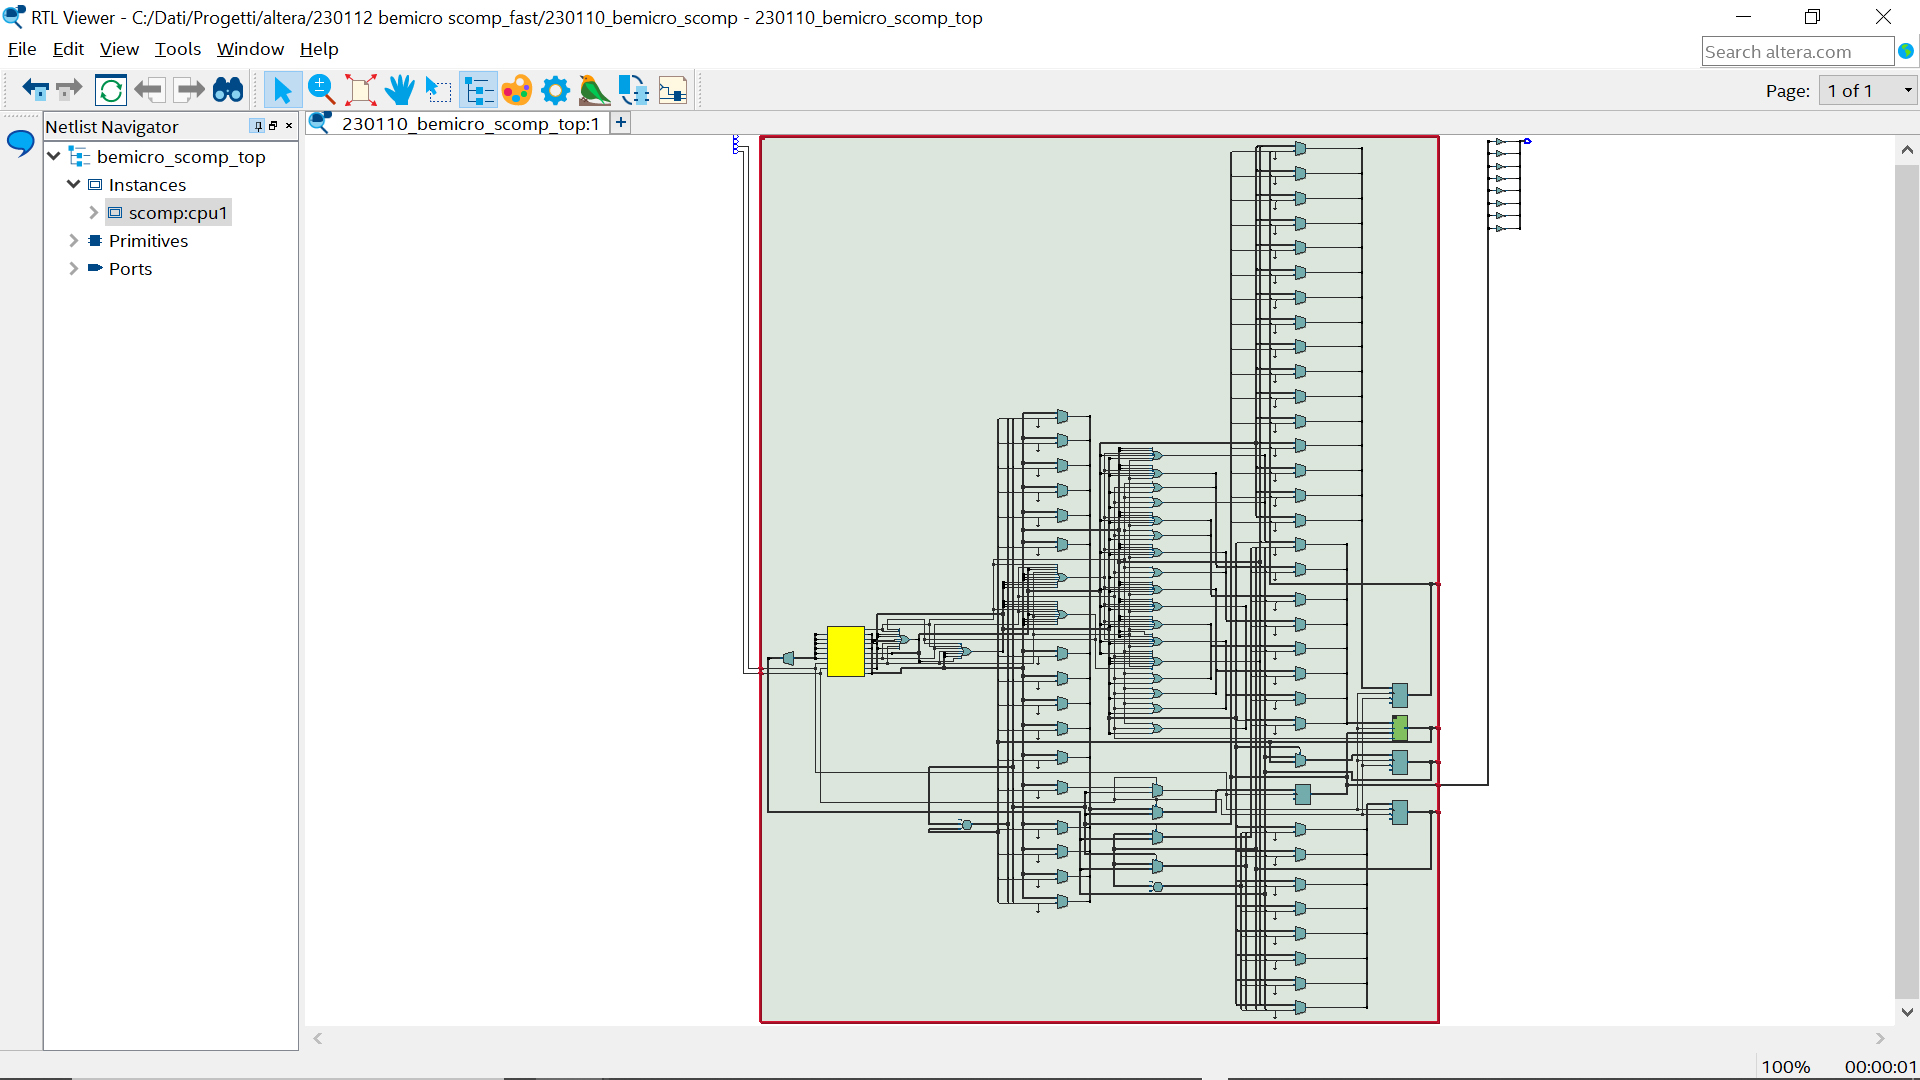 RTL Viewer - C:/Dati/Progetti/altera/230112 bemicro scomp_fast/230110_bemicro_scomp - 230110_bemicro_scomp_top
File Edit View Tools Window Help
Search altera.com
Page: 1 of 1
Netlist Navigator
230110_bemicro_scomp_top:1
bemicro_scomp_top
Instances
scomp:cpu1
Primitives
Ports
100% 00:00:01